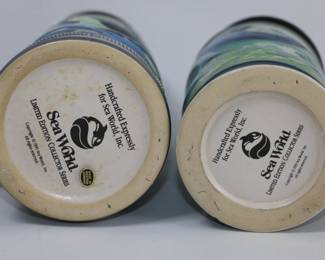 Handcrafted Expressly
for Sea World, Inc.
Sea World
LIMITED EDITION COLLECTOR SERIES
Handcrafted Expressly
for Sea World, Inc.
Sea World
LIMITED EDITION COLLECTOR SERIES